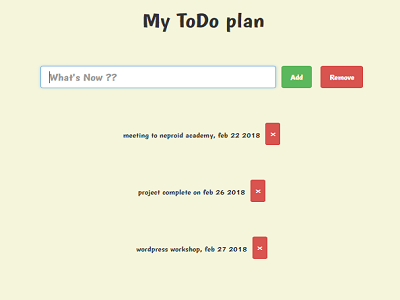 My ToDo plan
What's Now ??
Add
Remove
meeting to neproid academy, feb 22 2018
×
project complete on feb 26 2018
×
wordpress workshop, feb 27 2018
×